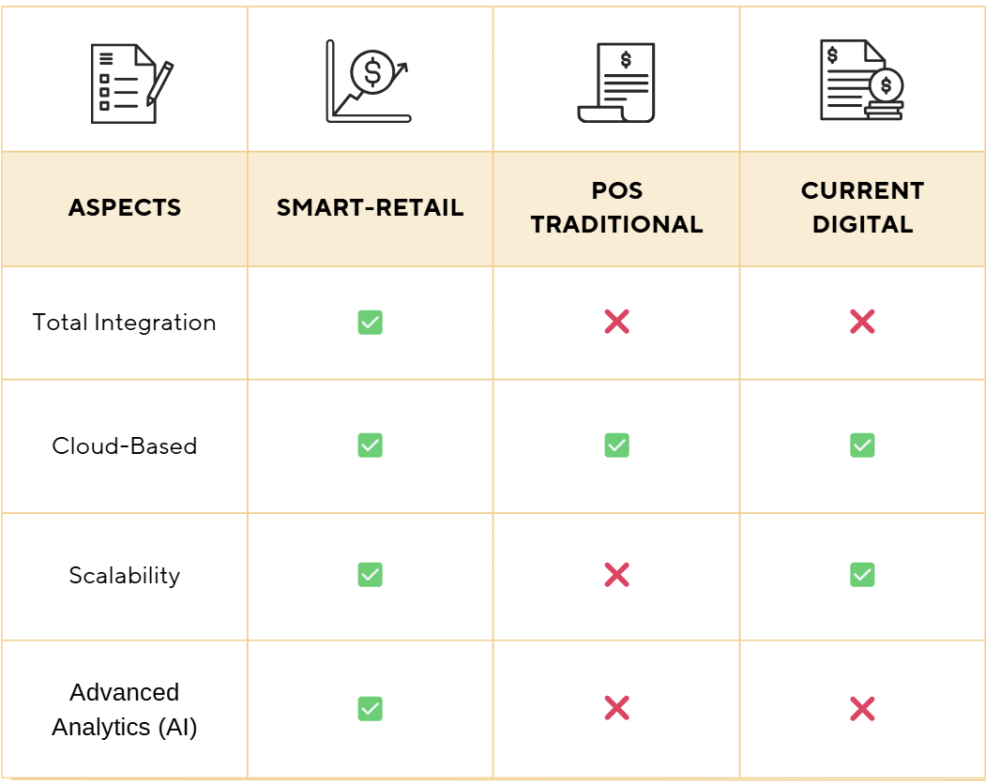 ASPECTS
SMART-RETAIL
POS
TRADITIONAL
CURRENT
DIGITAL
Total Integration
Cloud-Based
Scalability
Advanced
Analytics (AI)